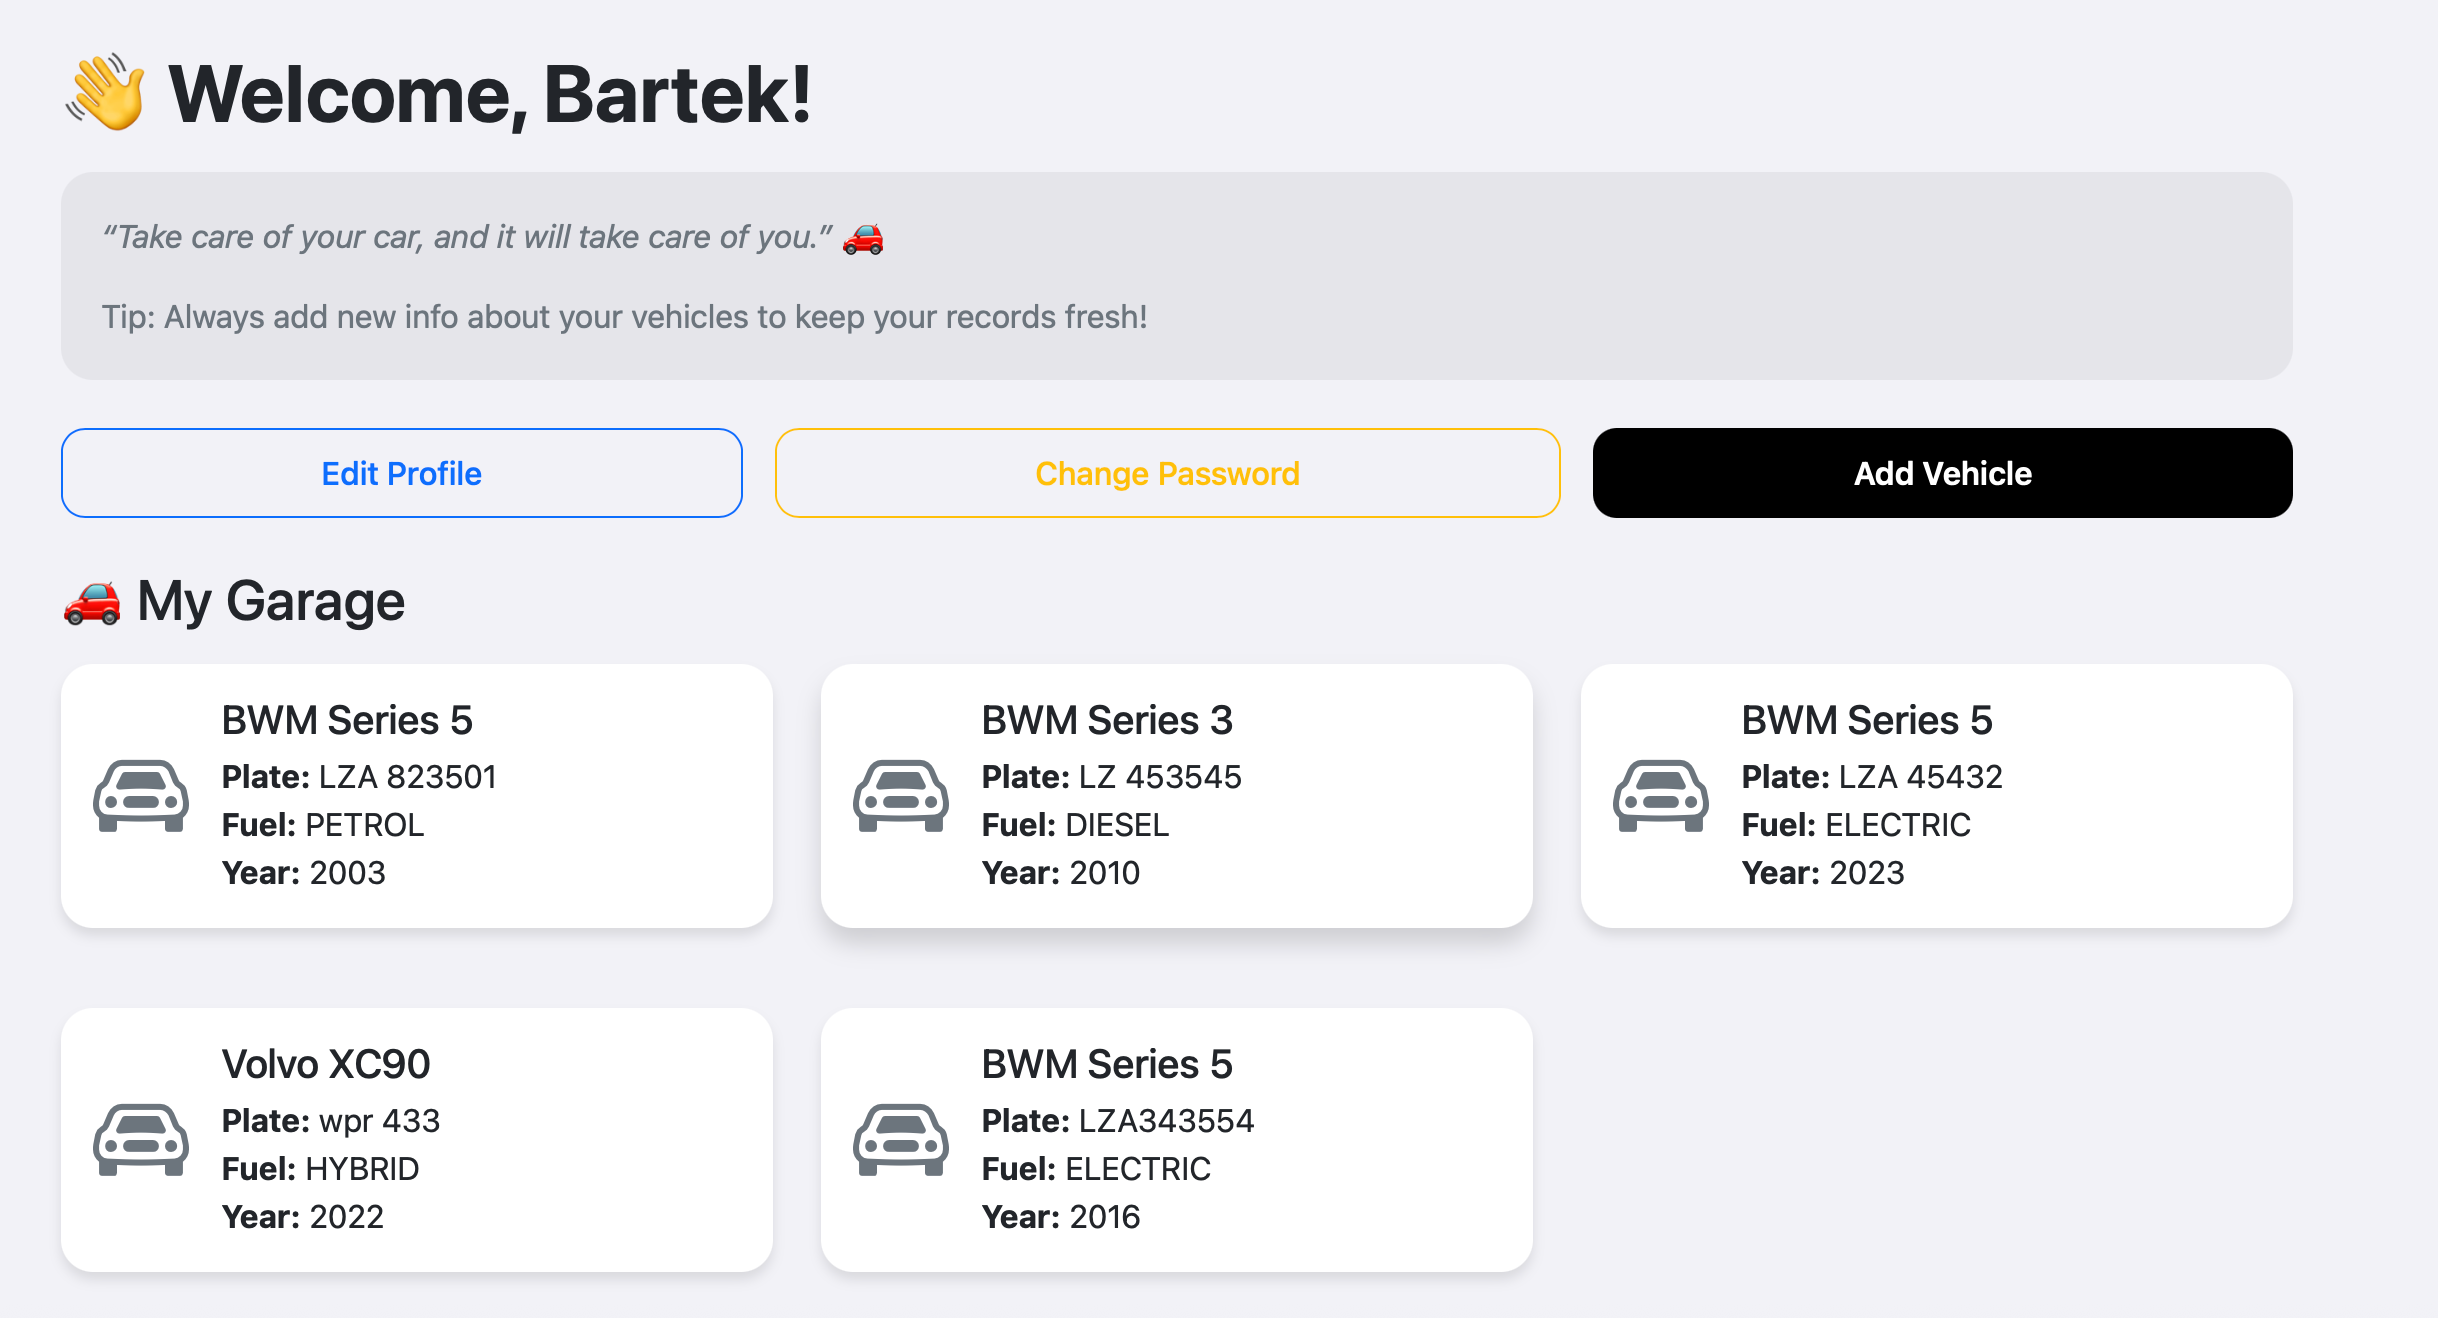 👋 Welcome, Bartek!
“Take care of your car, and it will take care of you.” 🚗
Tip: Always add new info about your vehicles to keep your records fresh!
Edit Profile
Change Password
Add Vehicle
🚗 My Garage
BWM Series 5
Plate: LZA 823501
Fuel: PETROL
Year: 2003
BWM Series 3
Plate: LZ 453545
Fuel: DIESEL
Year: 2010
BWM Series 5
Plate: LZA 45432
Fuel: ELECTRIC
Year: 2023
Volvo XC90
Plate: wpr 433
Fuel: HYBRID
Year: 2022
BWM Series 5
Plate: LZA343554
Fuel: ELECTRIC
Year: 2016